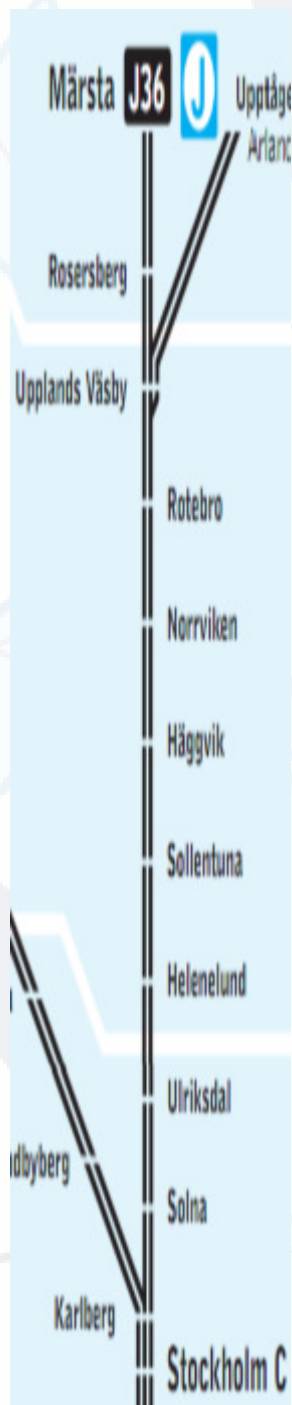 Märsta J36 J
Rosersberg
Upplands Väsby
Rotebro
Norrviken
Häggvik
Sollentuna
Helenelund
Ulriksdal
Solna
Karlberg
Stockholm C